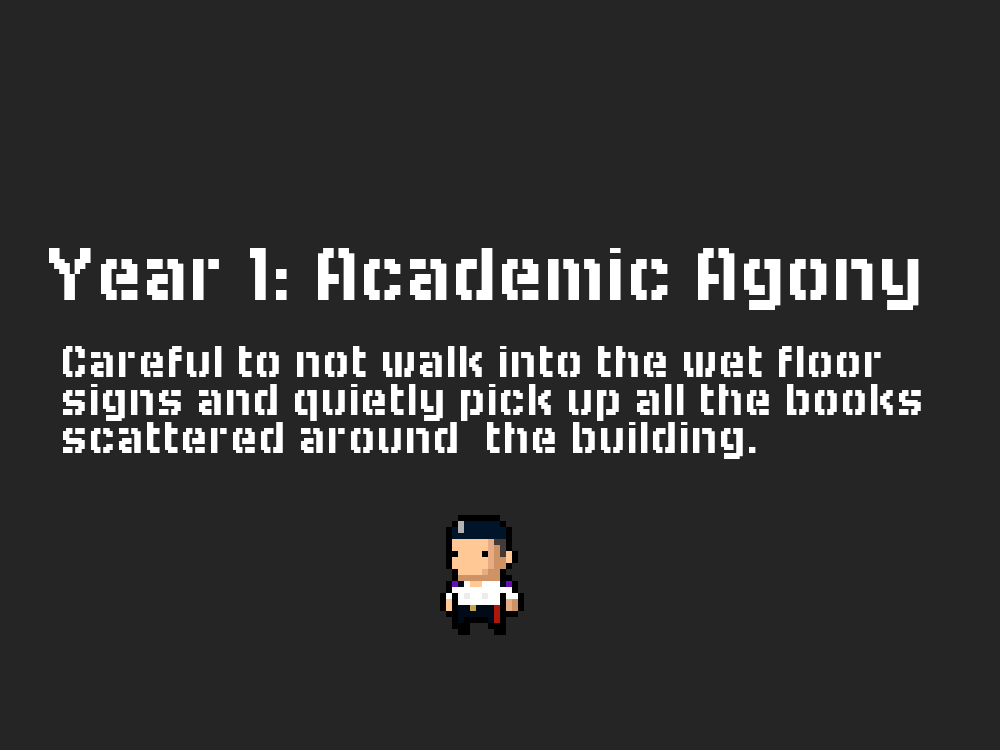 Year 1: Academic Agony
Careful to not walk into the wet floor
signs and quietly pick up all the books
scattered around  the building.